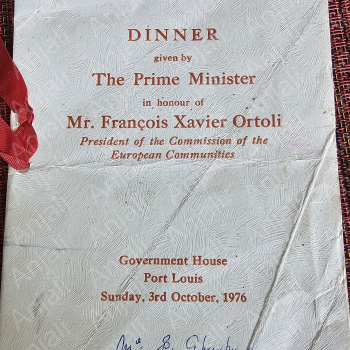 DINNER
given by
The Prime Minister
in honour of
Mr. François Xavier Ortoli
President of the Commission of the
European Communities
Government House
Port Louis
Sunday, 3rd October, 1976